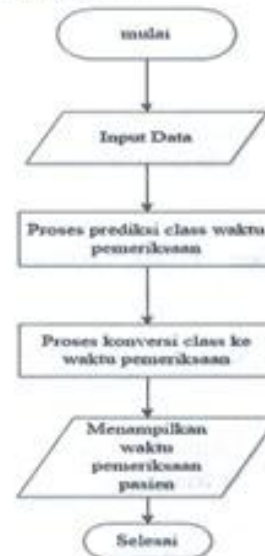 mulai
Input Data
Proses prediksi class waktu
pemeriksaan
Proses konversi class ke
waktu pemeriksaan
Menampilkan
waktu
pemeriksaan
pasien
Selesai